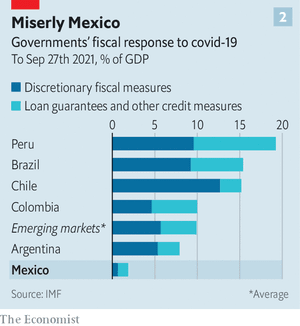 Miserly Mexico
2
Governments' fiscal response to covid-19
To Sep 27th 2021, % of GDP
Discretionary fiscal measures
Loan guarantees and other credit measures
0 5 10 15 20
Peru
Brazil
Chile
Colombia
Emerging markets*
Argentina
Mexico
Source: IMF *Average
The Economist